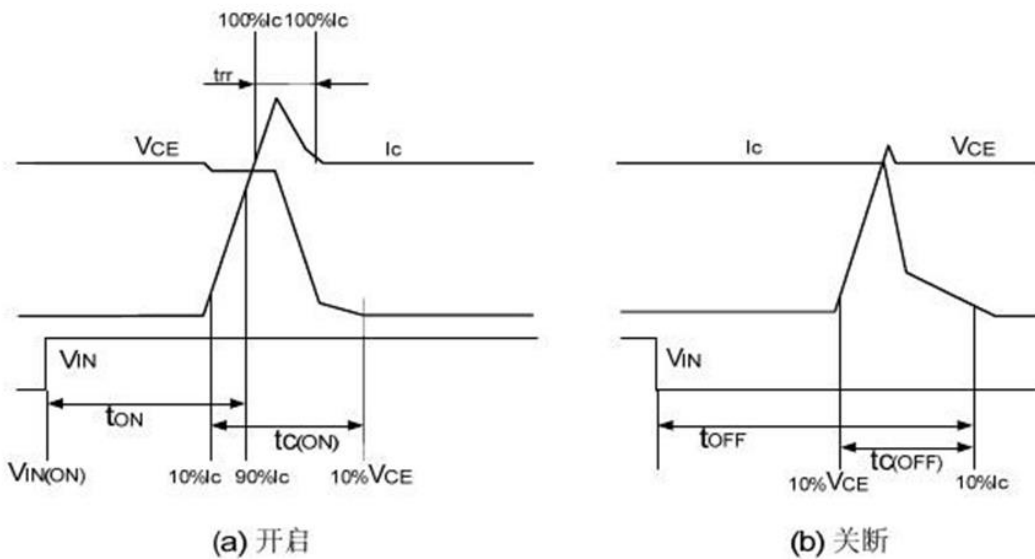 100%Ic 100%Ic
trr
VCE
Ic
VIN
tON
tC(ON)
VIN(ON)
10%Ic
90%Ic
10%VCE
(a) 开启
Ic
VCE
VIN
tOFF
tC(OFF)
10%VCE
10%Ic
(b) 关断